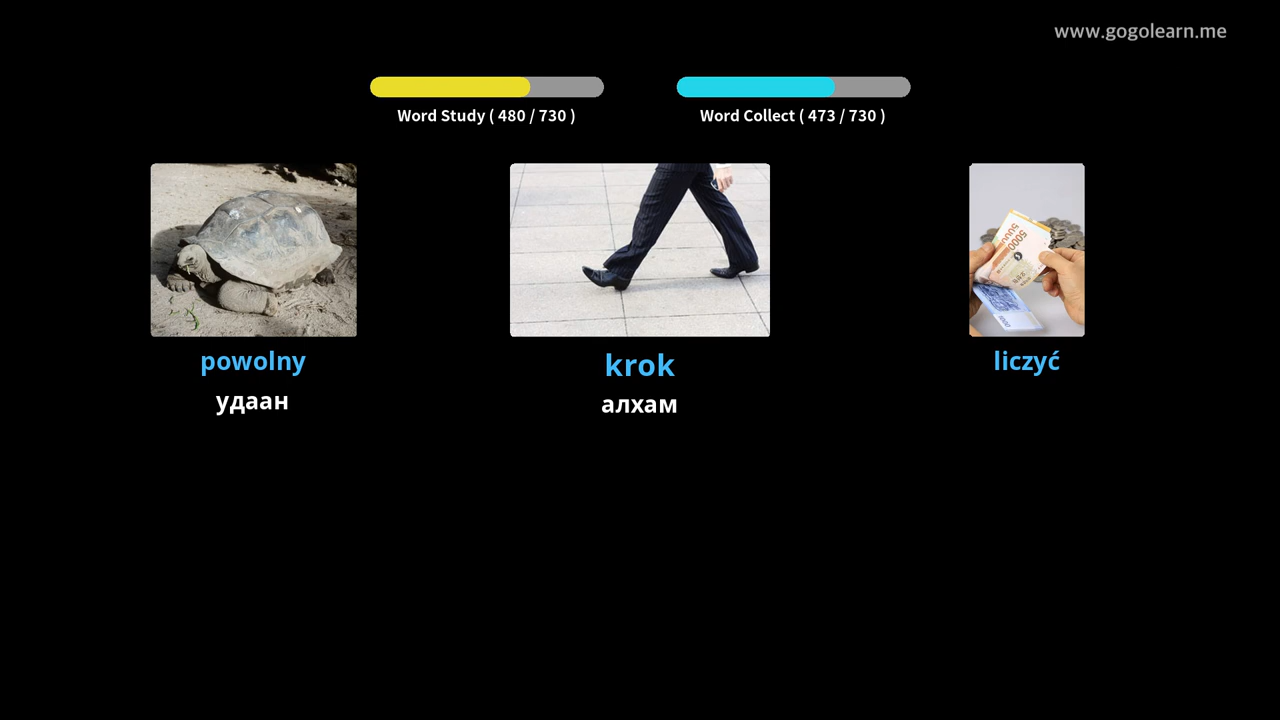 www.gogolearn.me
Word Study ( 480 / 730 )
Word Collect ( 473 / 730 )
powolny
удаан
krok
алхам
liczyć